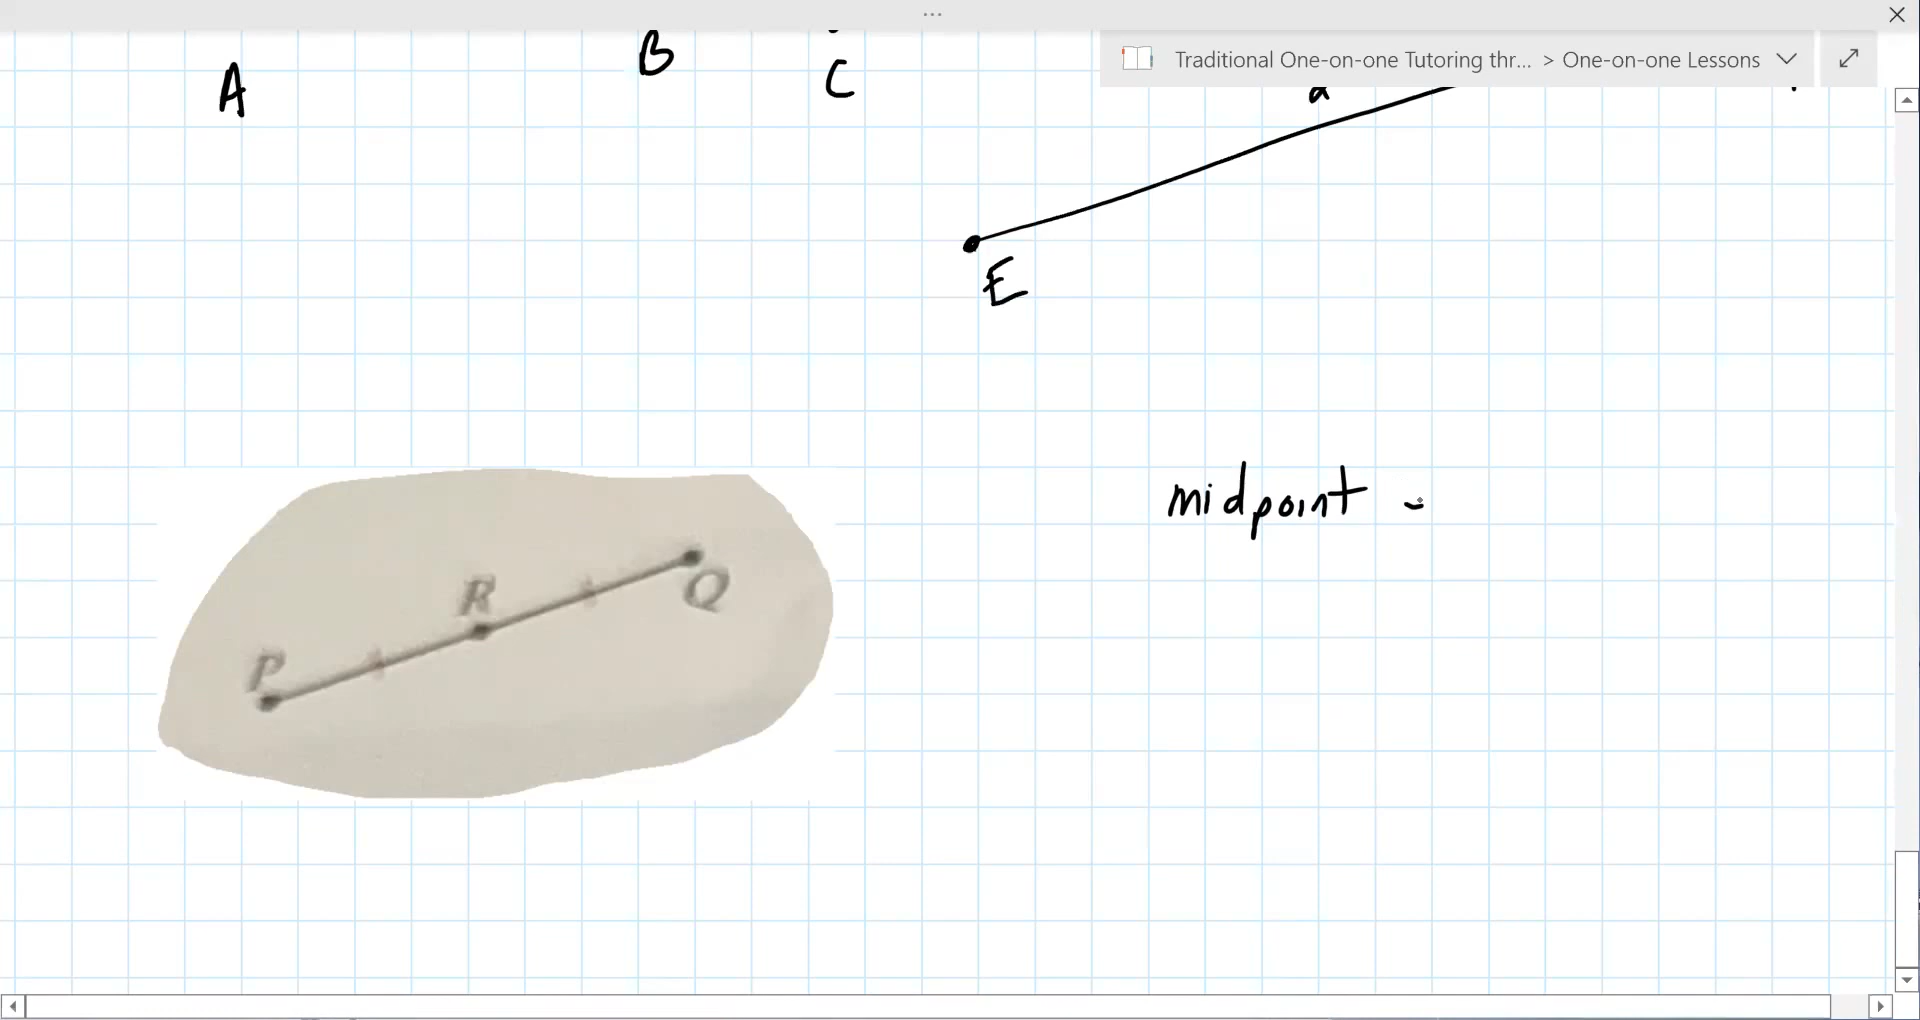 ...
Traditional One-on-one Tutoring thr... > One-on-one Lessons
A
B
C
E
midpoint -
R
Q
P